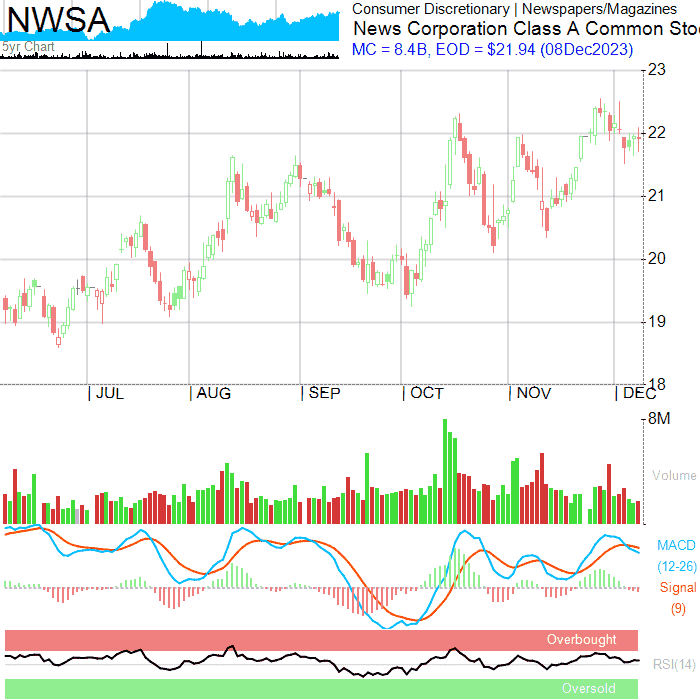 NWSA
5yr Chart
Consumer Discretionary | Newspapers/Magazines
News Corporation Class A Common Sto
MC = 8.4B, EOD = $21.94 (08Dec2023)
23
22
21
20
19
18
JUL AUG SEP OCT NOV DEC
8M
Volume
MACD
(12-26)
Signal
(9)
Overbought
RSI(14)
Oversold